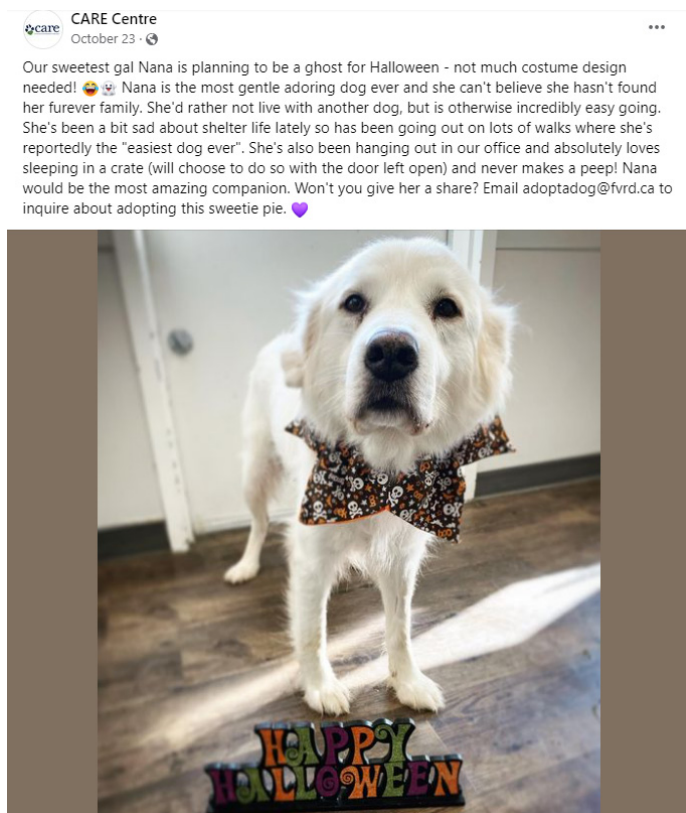 care
CARE Centre
October 23 ·
Our sweetest gal Nana is planning to be a ghost for Halloween - not much costume design
needed! 😂👻 Nana is the most gentle adoring dog ever and she can't believe she hasn't found
her furever family. She'd rather not live with another dog, but is otherwise incredibly easy going.
She's been a bit sad about shelter life lately so has been going out on lots of walks where she's
reportedly the "easiest dog ever". She's also been hanging out in our office and absolutely loves
sleeping in a crate (will choose to do so with the door left open) and never makes a peep! Nana
would be the most amazing companion. Won't you give her a share? Email adoptadog@fvrd.ca to
inquire about adopting this sweetie pie. 💜
HAPPY
HALLOWEEN